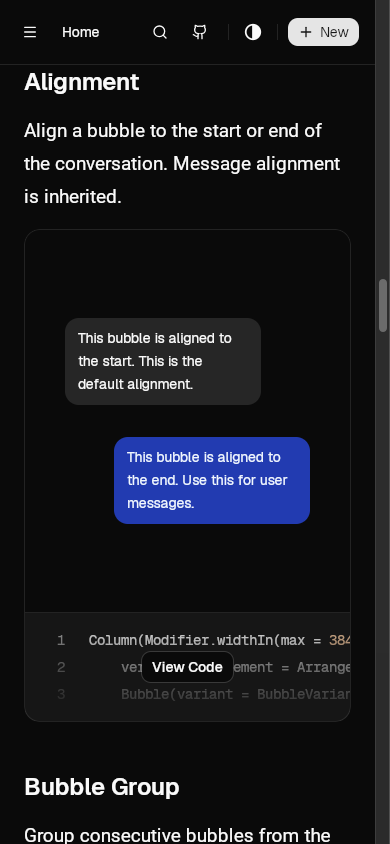 Home
New
Alignment
Align a bubble to the start or end of
the conversation. Message alignment
is inherited.
This bubble is aligned to
the start. This is the
default alignment.
This bubble is aligned to
the end. Use this for user
messages.
1 Column(Modifier.widthIn(max = 384
2 ver ement = Arrange
View Code
3 Bubble(variant = BubbleVarian
Bubble Group
Group consecutive bubbles from the